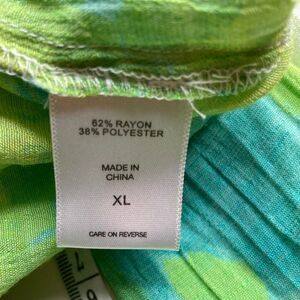 62% RAYON
38% POLYESTER
MADE IN
CHINA
XL
CARE ON REVERSE